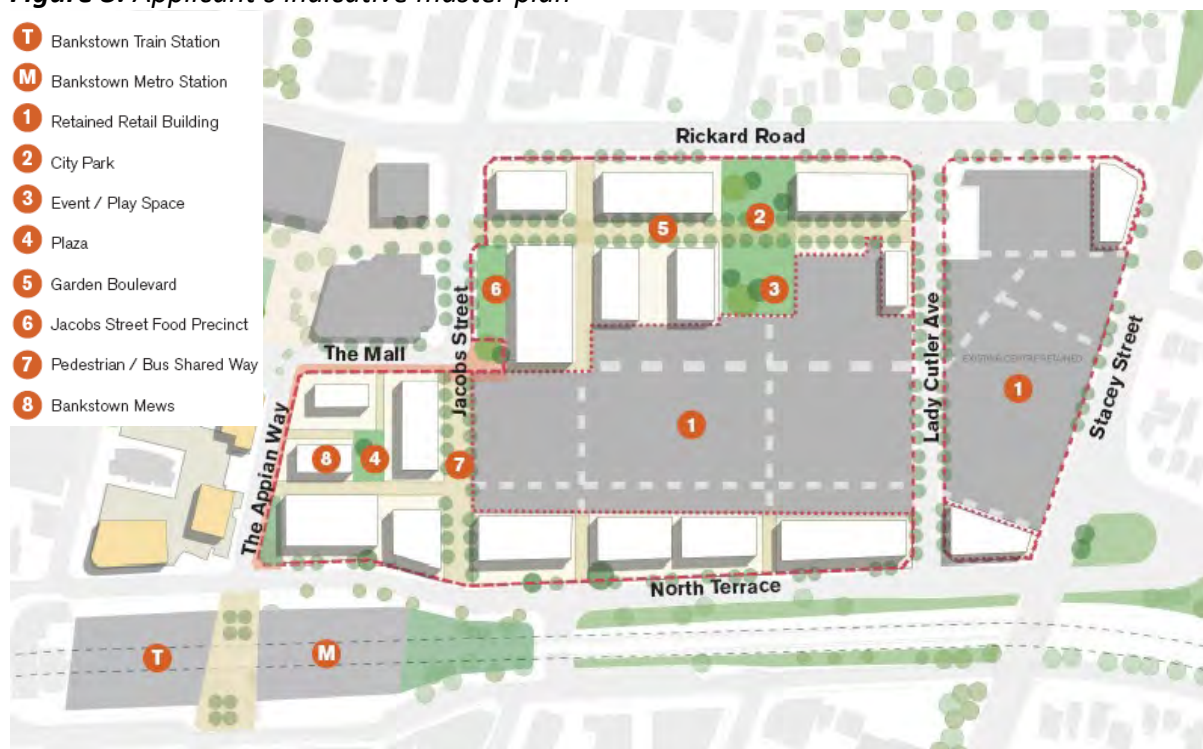 Figure 3: Applicant's indicative master plan
T Bankstown Train Station
M Bankstown Metro Station
1 Retained Retail Building
2 City Park
3 Event / Play Space
4 Plaza
5 Garden Boulevard
6 Jacobs Street Food Precinct
7 Pedestrian / Bus Shared Way
8 Bankstown Mews
Rickard Road
2
5
3
6
Jacobs Street
The Mall
Lady Cutler Ave
EXISTING CENTRE RETAINED
1
1
Stacey Street
The Appian Way
8
4
7
North Terrace
T
M